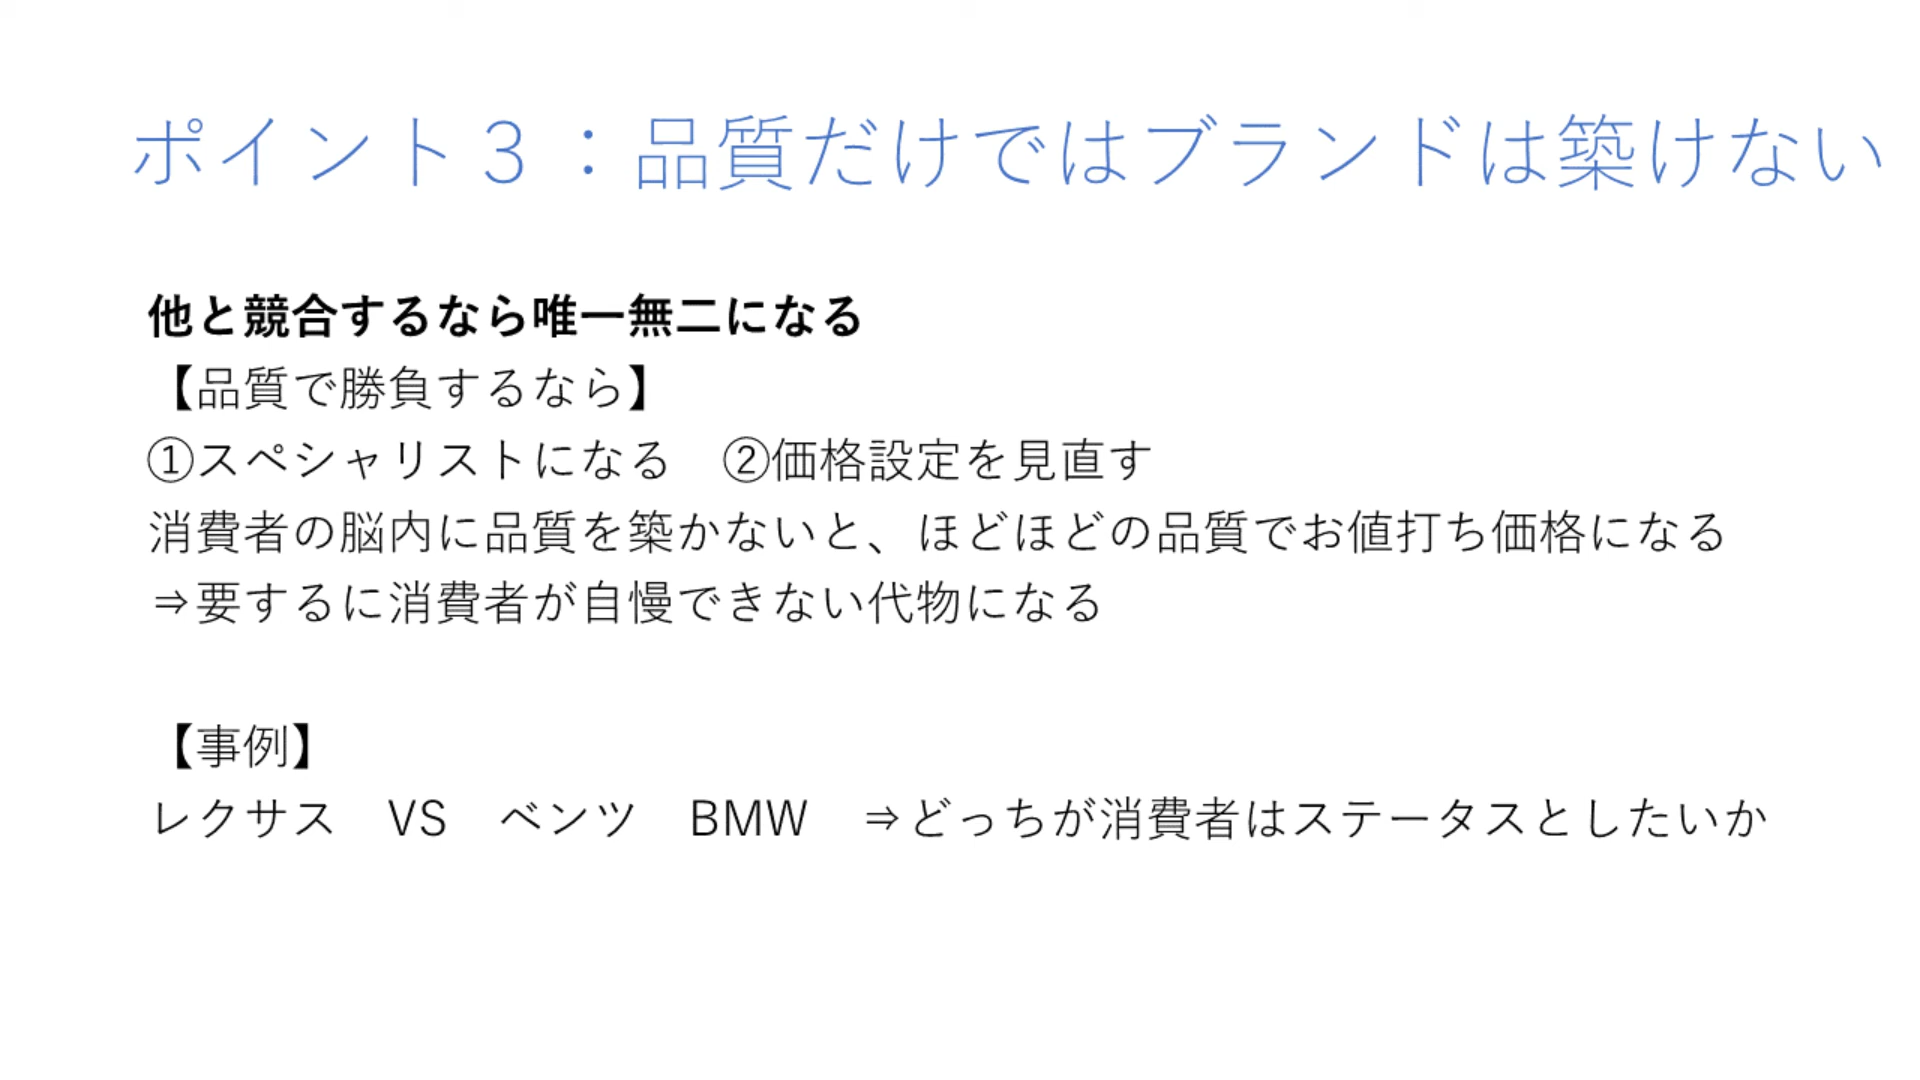 ポイント３：品質だけではブランドは築けない
他と競合するなら唯一無二になる
【品質で勝負するなら】
①スペシャリストになる　②価格設定を見直す
消費者の脳内に品質を築かないと、ほどほどの品質でお値打ち価格になる
⇒要するに消費者が自慢できない代物になる
【事例】
レクサス　VS　ベンツ　BMW　⇒どっちが消費者はステータスとしたいか